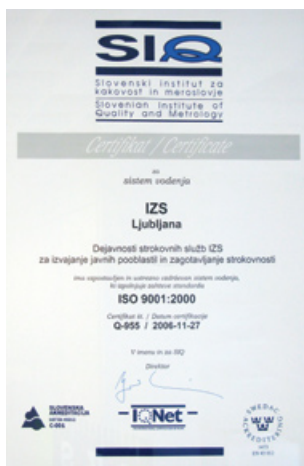 SIQ
Slovenski institut za
kakovost in meroslovje
Slovenian Institute of
Quality and Metrology
Certifikat / Certificate
za
sistem vodenja
IZS
Ljubljana
Dejavnosti strokovnih služb IZS
za izvajanje javnih pooblastil in zagotavljanje strokovnosti
ima vzpostavljen in ustrezno vzdrževan sistem vodenja,
ki izpolnjuje zahteve standarda
ISO 9001:2000
Certifikat št. / Datum certifikacije
Q-955 / 2006-11-27
V imenu in za SIQ
Direktor
SLOVENSKA
AKREDITACIJA
IQNet
SWEDAC
ACKREDITERING